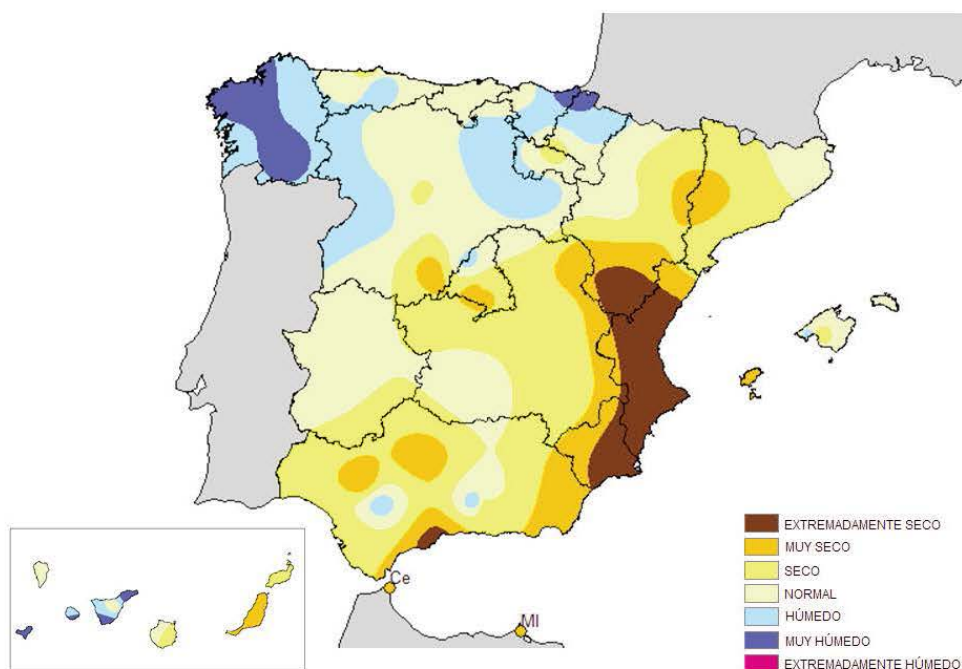 Ce
Ml
EXTREMADAMENTE SECO
MUY SECO
SECO
NORMAL
HÚMEDO
MUY HÚMEDO
EXTREMADAMENTE HÚMEDO